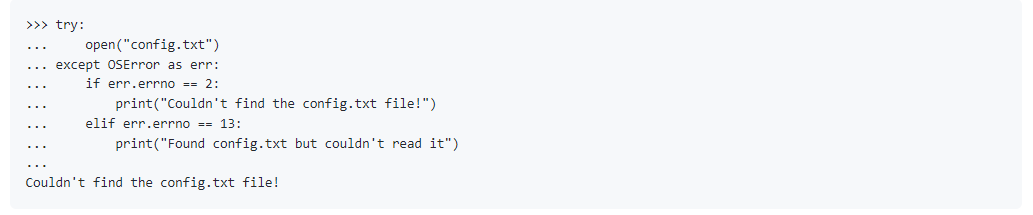 >>> try:
...     open("config.txt")
... except OSError as err:
...     if err.errno == 2:
...         print("Couldn't find the config.txt file!")
...     elif err.errno == 13:
...         print("Found config.txt but couldn't read it")
...
Couldn't find the config.txt file!